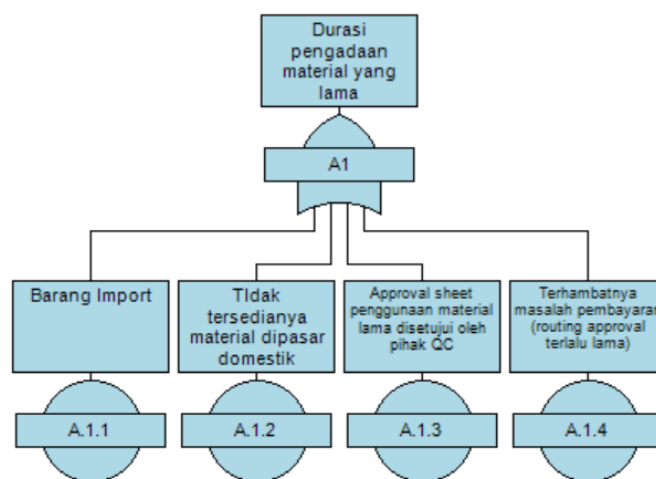 Durasi
pengadaan
material yang
lama
A1
Barang Import
TIdak
tersedianya
material dipasar
domestik
Approval sheet
penggunaan material
lama disetujui oleh
pihak QC
Terhambatnya
masalah pembayaran
(routing approval
terlalu lama)
A.1.1
A.1.2
A.1.3
A.1.4